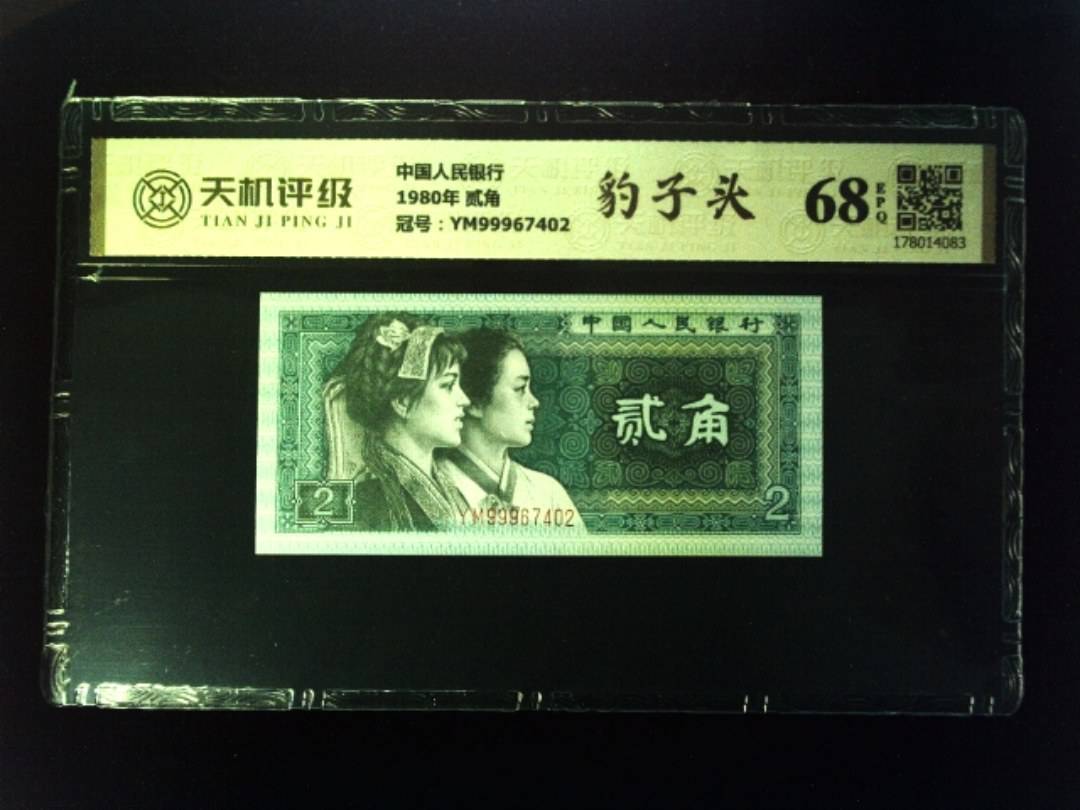 天机评级
TIAN JI PING JI
中国人民银行
1980年 贰角
冠号：YM99967402
豹子头
68
EPQ
178014083
中国人民银行
贰角
2
YM99967402
2